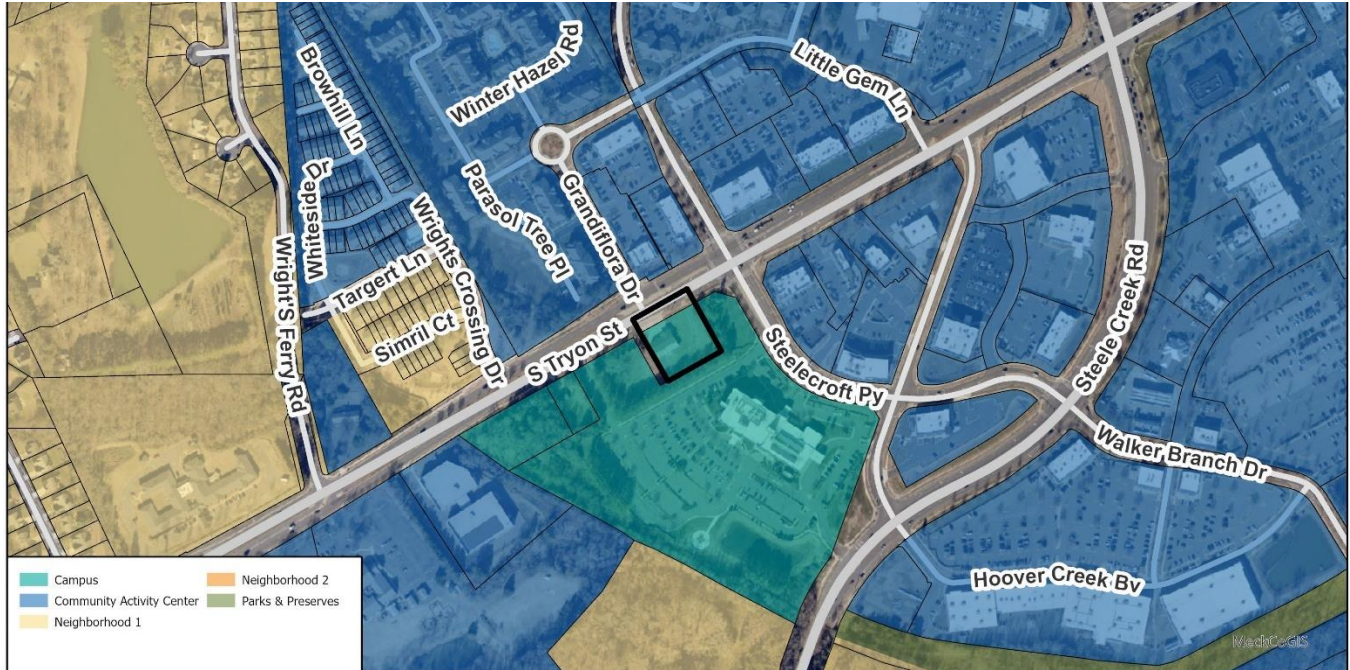 Browhill Ln
Winter Hazel Rd
Little Gem Ln
Whiteside Dr
Wrights Crossing Dr
Parasol Tree Pl
Grandiflora Dr
Wright'S Ferry Rd
Targert Ln
Simril Ct
S Tryon St
Steelecroft Py
Steele Creek Rd
Walker Branch Dr
Hoover Creek Bv
Campus
Community Activity Center
Neighborhood 1
Neighborhood 2
Parks & Preserves
MeckCoGIS